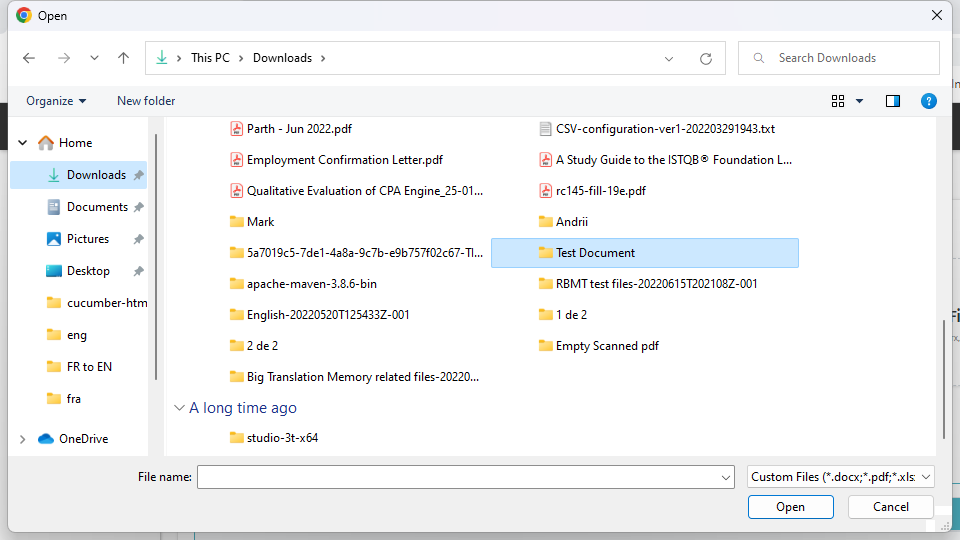 Open
This PC > Downloads >
Search Downloads
Organize
New folder
Home
Downloads
Documents
Pictures
Desktop
cucumber-htm
eng
FR to EN
fra
OneDrive
Parth - Jun 2022.pdf
CSV-configuration-ver1-202203291943.txt
Employment Confirmation Letter.pdf
A Study Guide to the ISTQB® Foundation L...
Qualitative Evaluation of CPA Engine_25-01...
rc145-fill-19e.pdf
Mark
Andrii
5a7019c5-7de1-4a8a-9c7b-e9b757f02c67-Tl...
Test Document
apache-maven-3.8.6-bin
RBMT test files-20220615T202108Z-001
English-20220520T125433Z-001
1 de 2
2 de 2
Empty Scanned pdf
Big Translation Memory related files-20220...
A long time ago
studio-3t-x64
File name:
Custom Files (*.docx;*.pdf;*.xls
Open
Cancel